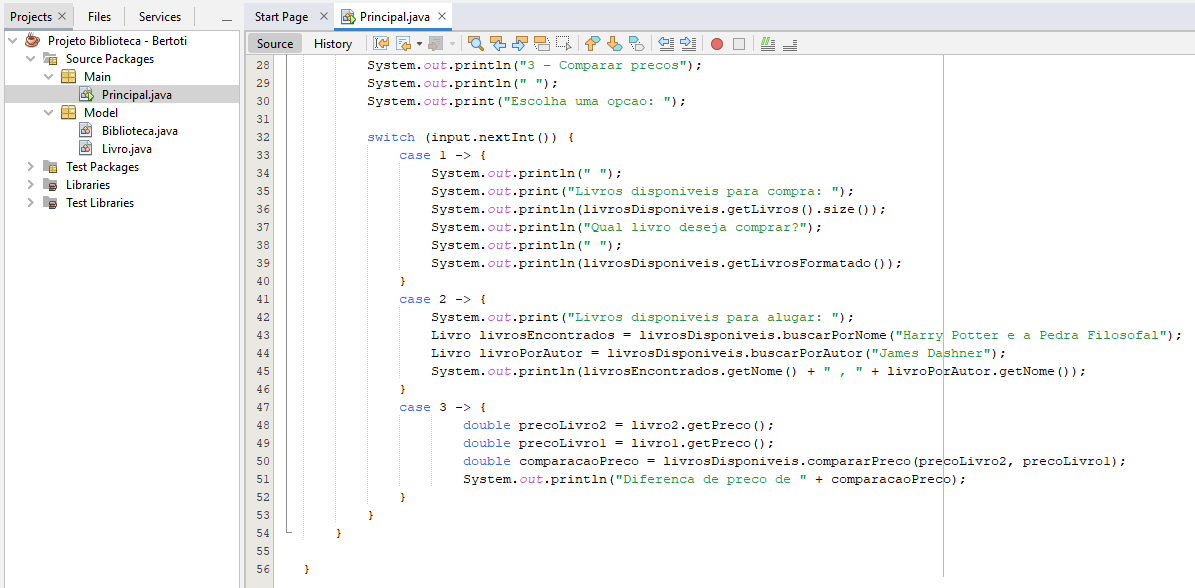 Projects
Files
Services
Projeto Biblioteca - Bertoti
Source Packages
Main
Principal.java
Model
Biblioteca.java
Livro.java
Test Packages
Libraries
Test Libraries
Start Page
Principal.java
Source
History
28 System.out.println("3 - Comparar precos");
29 System.out.println(" ");
30 System.out.print("Escolha uma opcao: ");
31
32 switch (input.nextInt()) {
33 case 1 -> {
34 System.out.println(" ");
35 System.out.print("Livros disponiveis para compra: ");
36 System.out.println(livrosDisponiveis.getLivros().size());
37 System.out.println("Qual livro deseja comprar?");
38 System.out.println(" ");
39 System.out.println(livrosDisponiveis.getLivrosFormatado());
40 }
41 case 2 -> {
42 System.out.print("Livros disponiveis para alugar: ");
43 Livro livrosEncontrados = livrosDisponiveis.buscarPorNome("Harry Potter e a Pedra Filosofal");
44 Livro livroPorAutor = livrosDisponiveis.buscarPorAutor("James Dashner");
45 System.out.println(livrosEncontrados.getNome() + " , " + livroPorAutor.getNome());
46 }
47 case 3 -> {
48 double precoLivro2 = livro2.getPreco();
49 double precoLivro1 = livro1.getPreco();
50 double comparacaoPreco = livrosDisponiveis.compararPreco(precoLivro2, precoLivro1);
51 System.out.println("Diferenca de preco de " + comparacaoPreco);
52 }
53 }
54 }
55
56 }